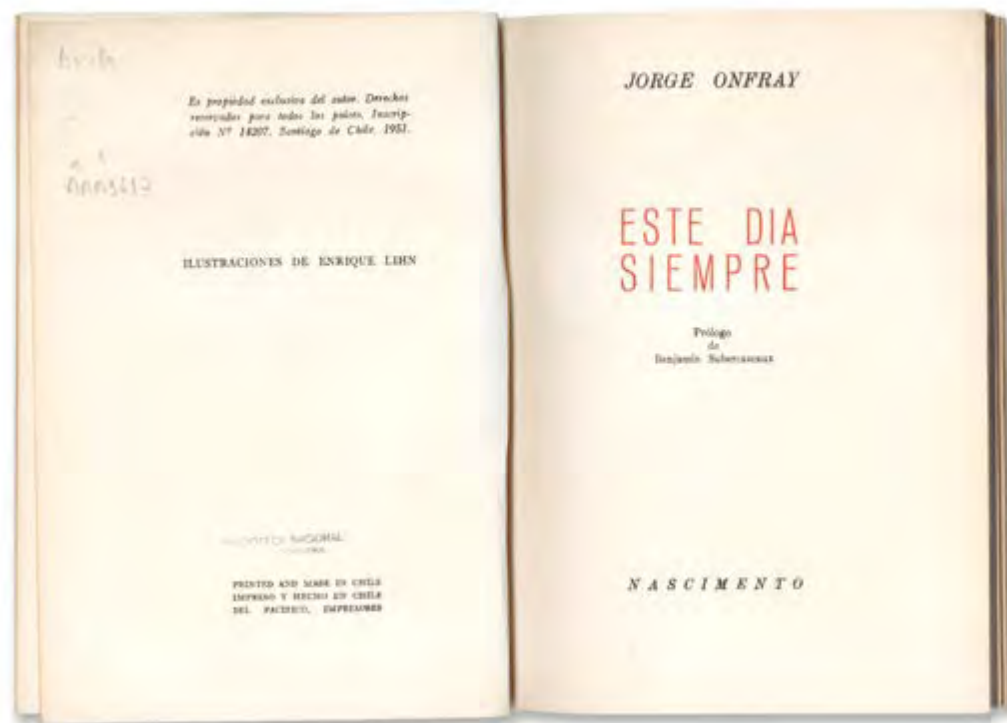 Es propiedad exclusiva del autor. Derechos
reservados para todos los países. Inscrip-
ción Nº 14207. Santiago de Chile, 1951.
ILUSTRACIONES DE ENRIQUE LIHN
NACIONAL
PRINTED AND MADE IN CHILE
IMPRESO Y HECHO EN CHILE
DEL PACIFICO, IMPRESORES
JORGE ONFRAY
ESTE DIA
SIEMPRE
Prólogo
de
Benjamín Subercaseaux
NASCIMENTO